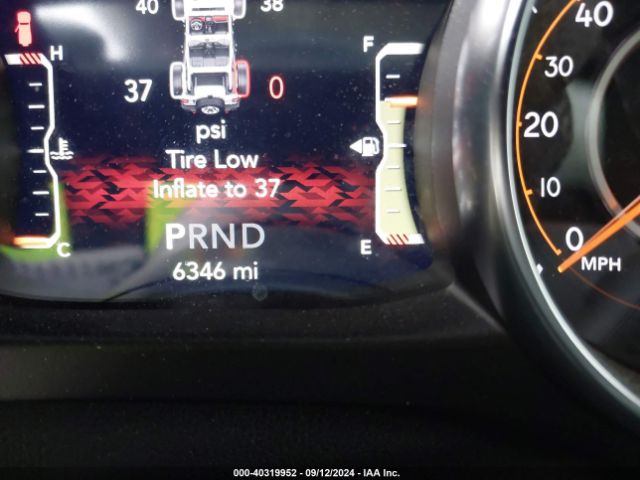 40 38
37 0
psi
Tire Low
Inflate to 37
PRND
6346 mi
H
C
F
E
40
30
20
10
0
MPH
000-40319952 - 09/12/2024 - IAA Inc.